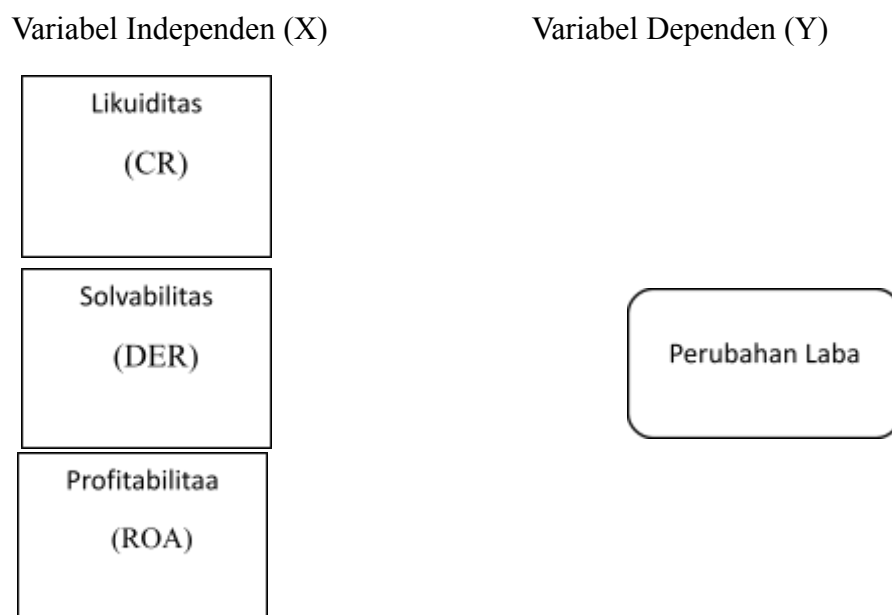 Variabel Independen (X)
Variabel Dependen (Y)
Likuiditas
(CR)
Solvabilitas
(DER)
Perubahan Laba
Profitabilitaa
(ROA)